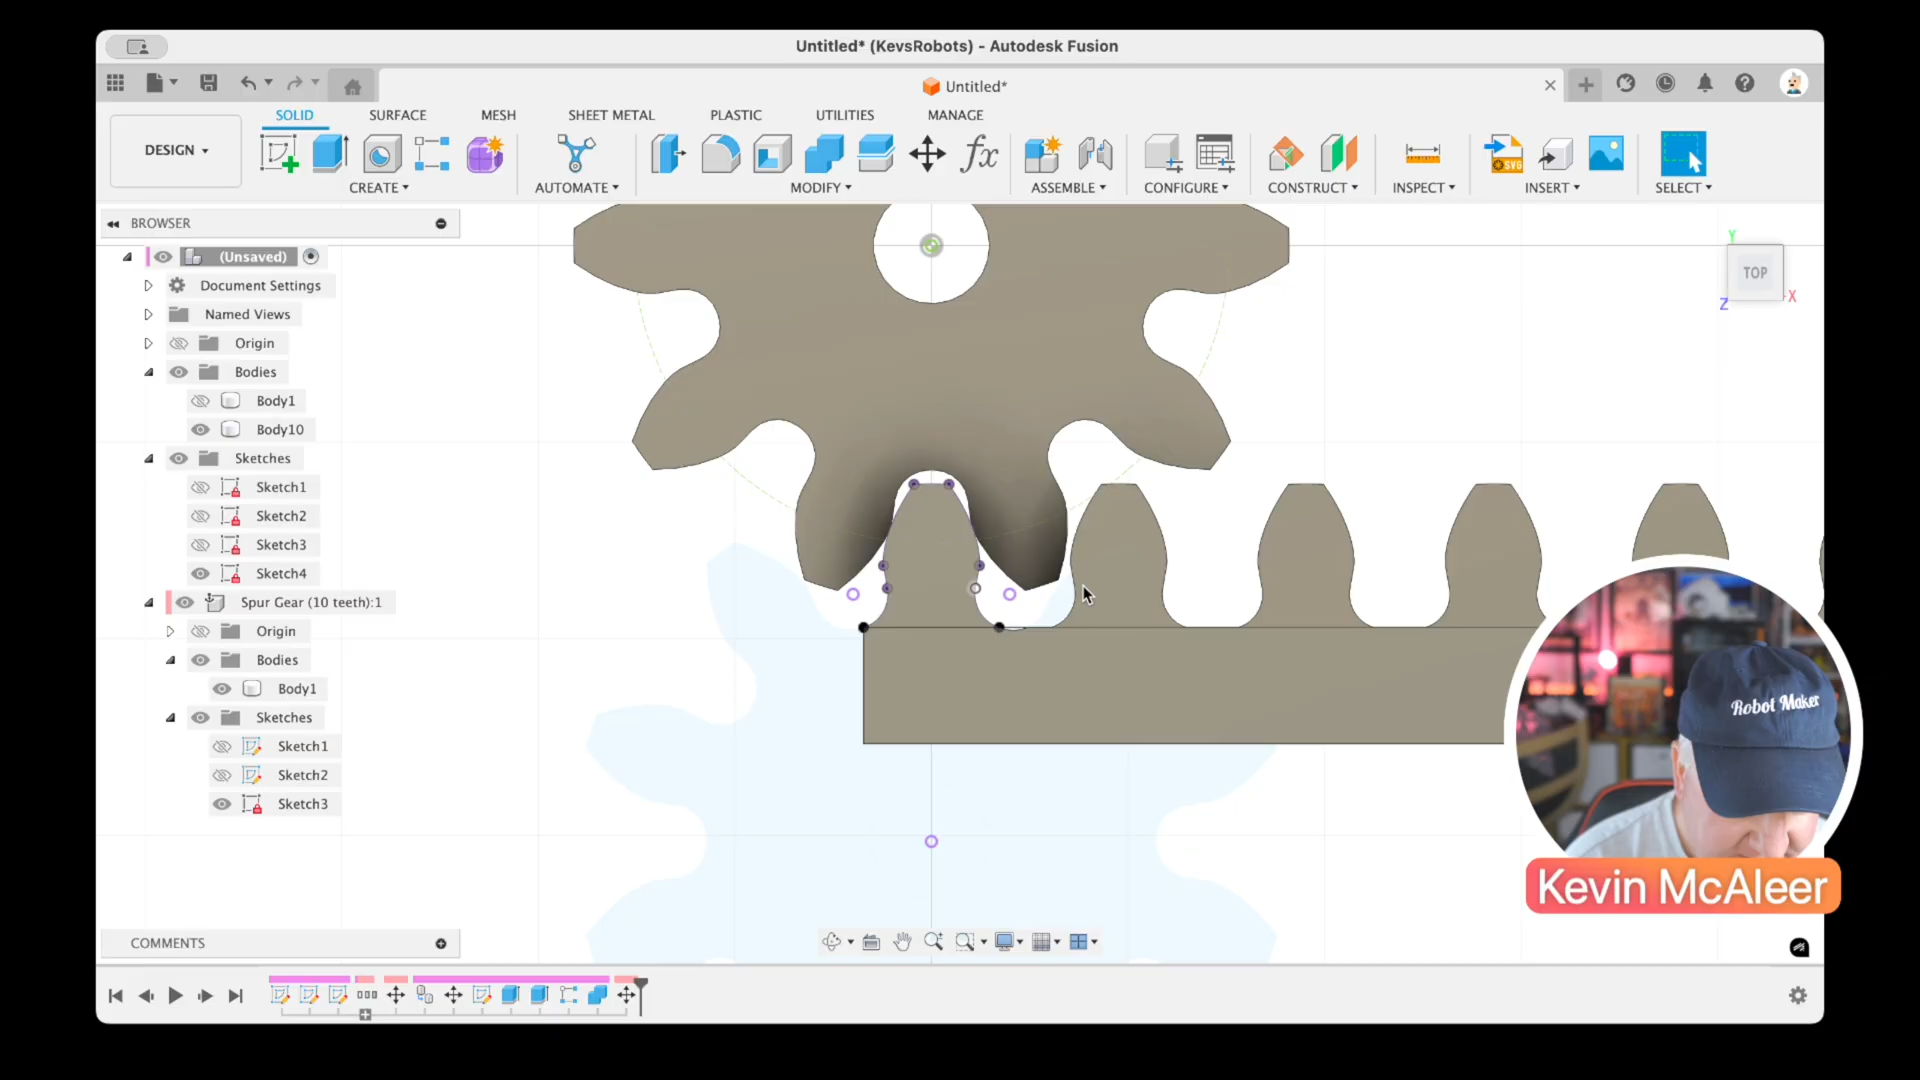 Untitled* (KevsRobots) - Autodesk Fusion
Untitled*
SOLID SURFACE MESH SHEET METAL PLASTIC UTILITIES MANAGE
DESIGN
fx
SVG
CREATE AUTOMATE MODIFY ASSEMBLE CONFIGURE CONSTRUCT INSPECT INSERT SELECT
BROWSER
(Unsaved)
Document Settings
Named Views
Origin
Bodies
Body1
Body10
Sketches
Sketch1
Sketch2
Sketch3
Sketch4
Spur Gear (10 teeth):1
Origin
Bodies
Body1
Sketches
Sketch1
Sketch2
Sketch3
Y
TOP
X
Z
Robot Maker
Kevin McAleer
COMMENTS